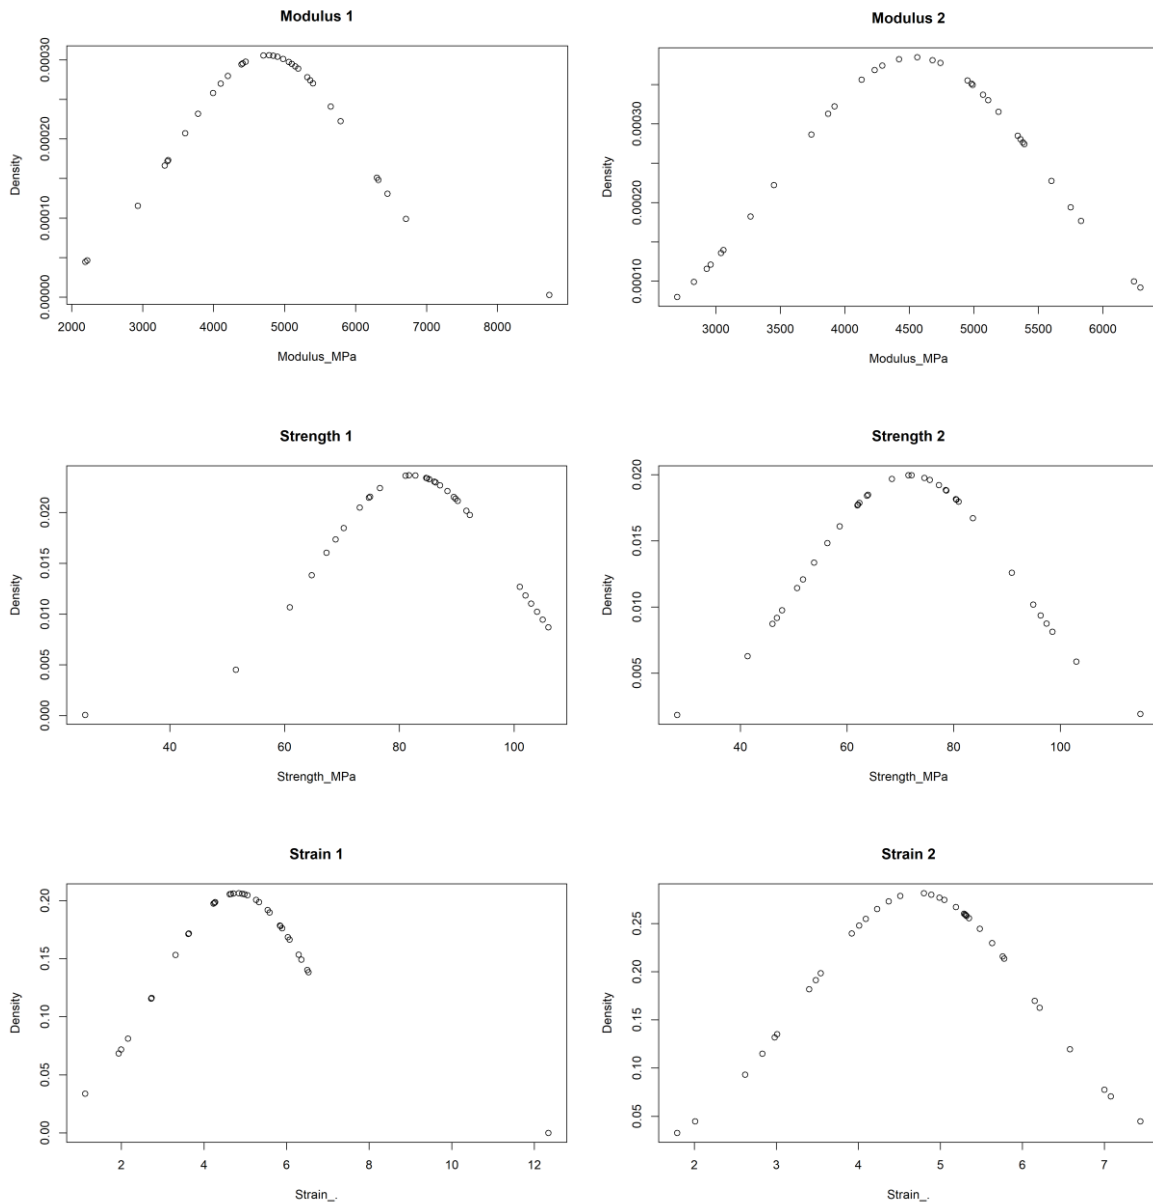 Modulus 1
Density
0.00000 0.00010 0.00020 0.00030
2000 3000 4000 5000 6000 7000 8000
Modulus_MPa
Modulus 2
Density
0.00010 0.00020 0.00030
3000 3500 4000 4500 5000 5500 6000
Modulus_MPa
Strength 1
Density
0.000 0.005 0.010 0.015 0.020
40 60 80 100
Strength_MPa
Strength 2
Density
0.005 0.010 0.015 0.020
40 60 80 100
Strength_MPa
Strain 1
Density
0.00 0.05 0.10 0.15 0.20
2 4 6 8 10 12
Strain_.
Strain 2
Density
0.05 0.10 0.15 0.20 0.25
2 3 4 5 6 7
Strain_.